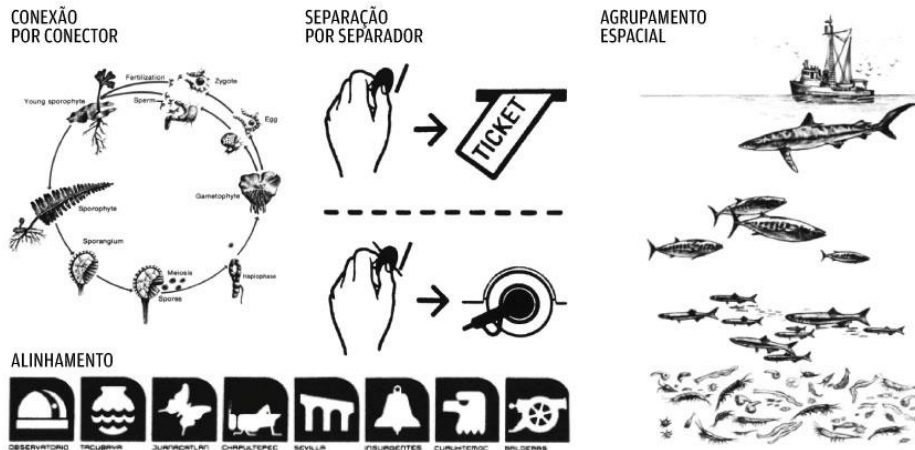 CONEXÃO
POR CONECTOR
Fertilization
Zygote
Young sporophyte
Sperm
Egg
Gametophyte
Sporophyte
Sporangium
Meiosis
Haplophase
Spores
SEPARAÇÃO
POR SEPARADOR
TICKET
AGRUPAMENTO
ESPACIAL
ALINHAMENTO
OBSERVATORIO TACUBAYA JUANACATLAN CHAPULTEPEC SEVILLA INSURGENTES CUAUHTEMOC BALDERAS